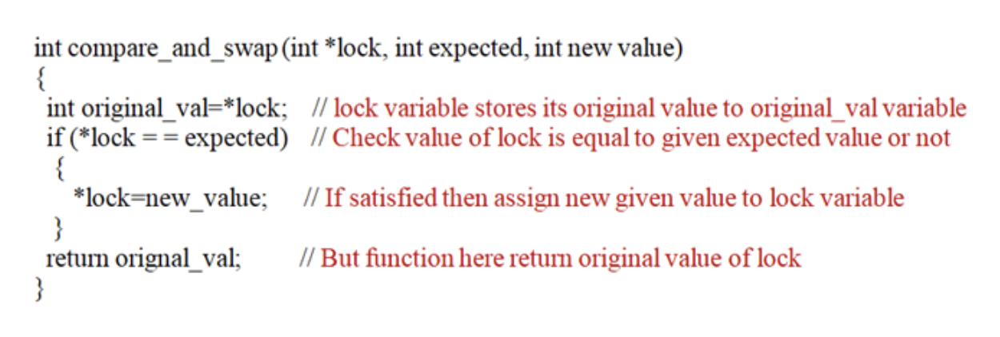 int compare_and_swap(int *lock, int expected, int new value)
{
int original_val=*lock; // lock variable stores its original value to original_val variable
if (*lock = = expected) // Check value of lock is equal to given expected value or not
{
*lock=new_value; // If satisfied then assign new given value to lock variable
}
return orignal_val; // But function here return original value of lock
}